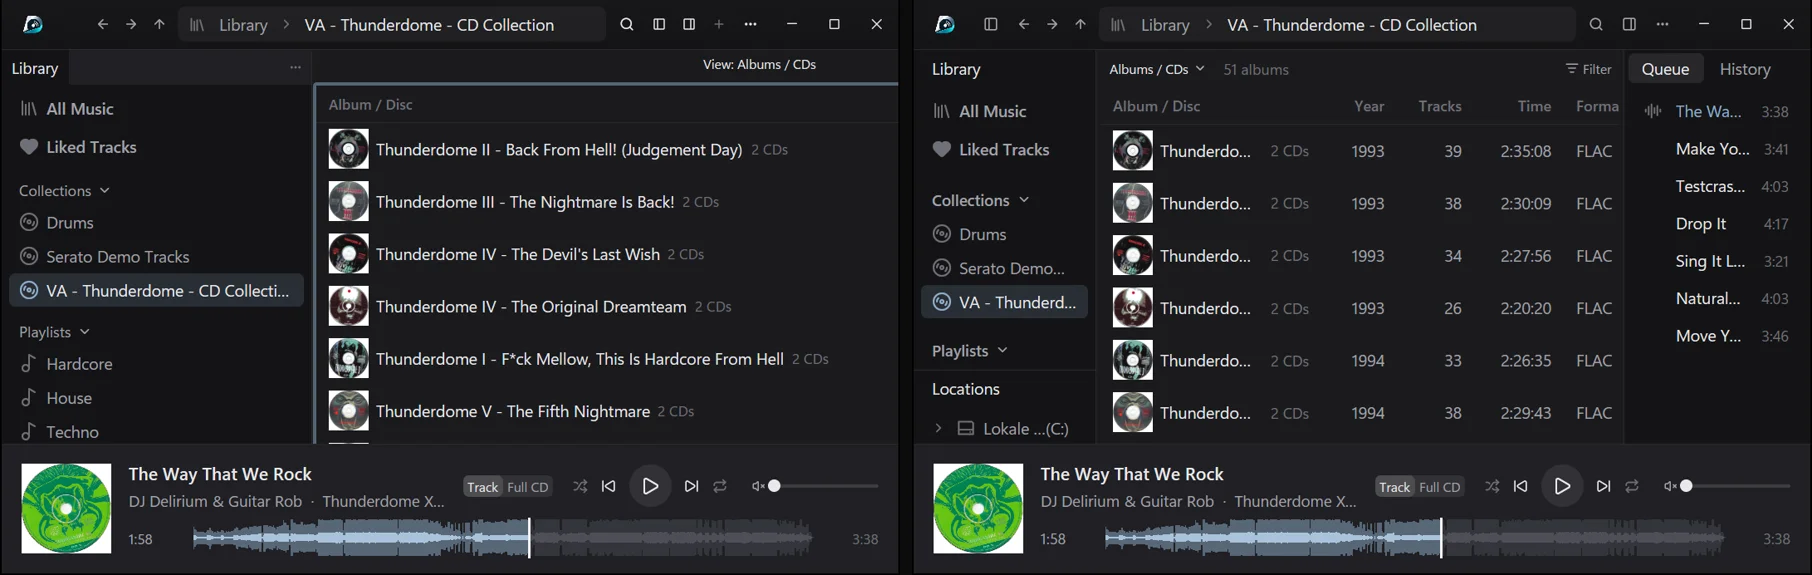 Library > VA - Thunderdome - CD Collection
Library
View: Albums / CDs
All Music
Liked Tracks
Collections
Drums
Serato Demo Tracks
VA - Thunderdome - CD Collecti...
Playlists
Hardcore
House
Techno
Album / Disc
Thunderdome II - Back From Hell! (Judgement Day) 2 CDs
Thunderdome III - The Nightmare Is Back! 2 CDs
Thunderdome IV - The Devil's Last Wish 2 CDs
Thunderdome IV - The Original Dreamteam 2 CDs
Thunderdome I - F*ck Mellow, This Is Hardcore From Hell 2 CDs
Thunderdome V - The Fifth Nightmare 2 CDs
The Way That We Rock
DJ Delirium & Guitar Rob · Thunderdome X...
Track Full CD
1:58
3:38
Library > VA - Thunderdome - CD Collection
Library
All Music
Liked Tracks
Collections
Drums
Serato Demo...
VA - Thunderd...
Playlists
Locations
Lokale ...(C:)
Albums / CDs 51 albums Filter
Album / Disc Year Tracks Time Forma
Thunderdo... 2 CDs 1993 39 2:35:08 FLAC
Thunderdo... 2 CDs 1993 38 2:30:09 FLAC
Thunderdo... 2 CDs 1993 34 2:27:56 FLAC
Thunderdo... 2 CDs 1993 26 2:20:20 FLAC
Thunderdo... 2 CDs 1994 33 2:26:35 FLAC
Thunderdo... 2 CDs 1994 38 2:29:43 FLAC
Queue History
The Wa... 3:38
Make Yo... 3:41
Testcras... 4:03
Drop It 4:17
Sing It L... 3:21
Natural... 4:03
Move Y... 3:46
The Way That We Rock
DJ Delirium & Guitar Rob · Thunderdome X...
Track Full CD
1:58
3:38